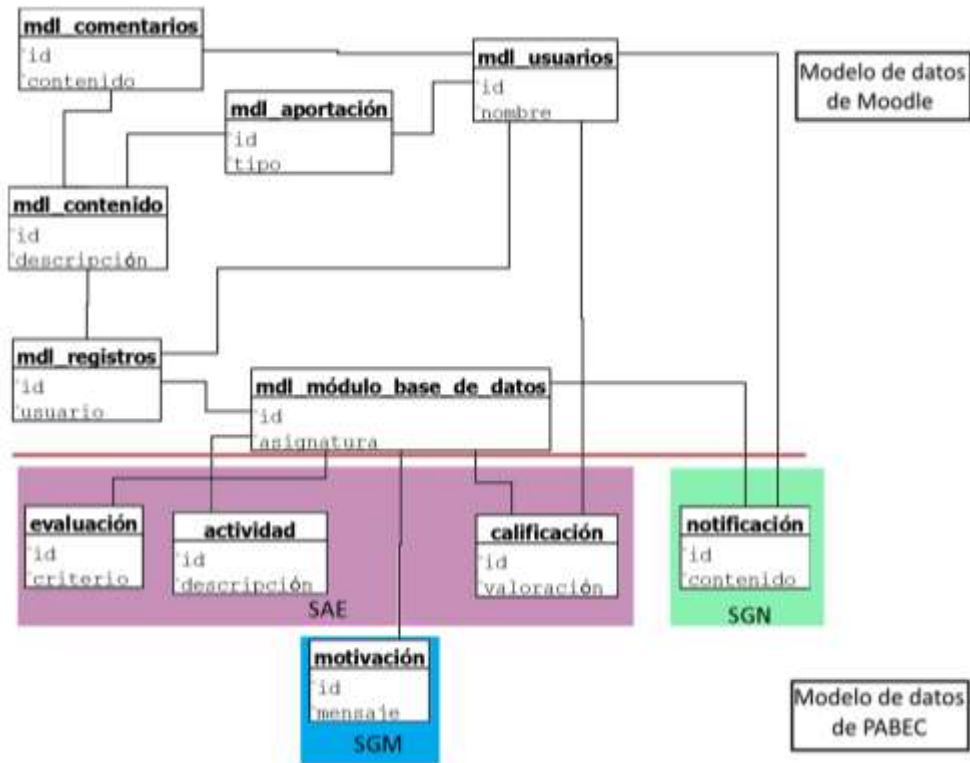 mdl_comentarios
id
contenido
mdl_usuarios
id
nombre
Modelo de datos
de Moodle
mdl_aportación
id
tipo
mdl_contenido
id
descripción
mdl_registros
id
usuario
mdl_módulo_base_de_datos
id
asignatura
evaluación
id
criterio
actividad
id
descripción
calificación
id
valoración
SAE
notificación
id
contenido
SGN
motivación
id
mensaje
SGM
Modelo de datos
de PABEC